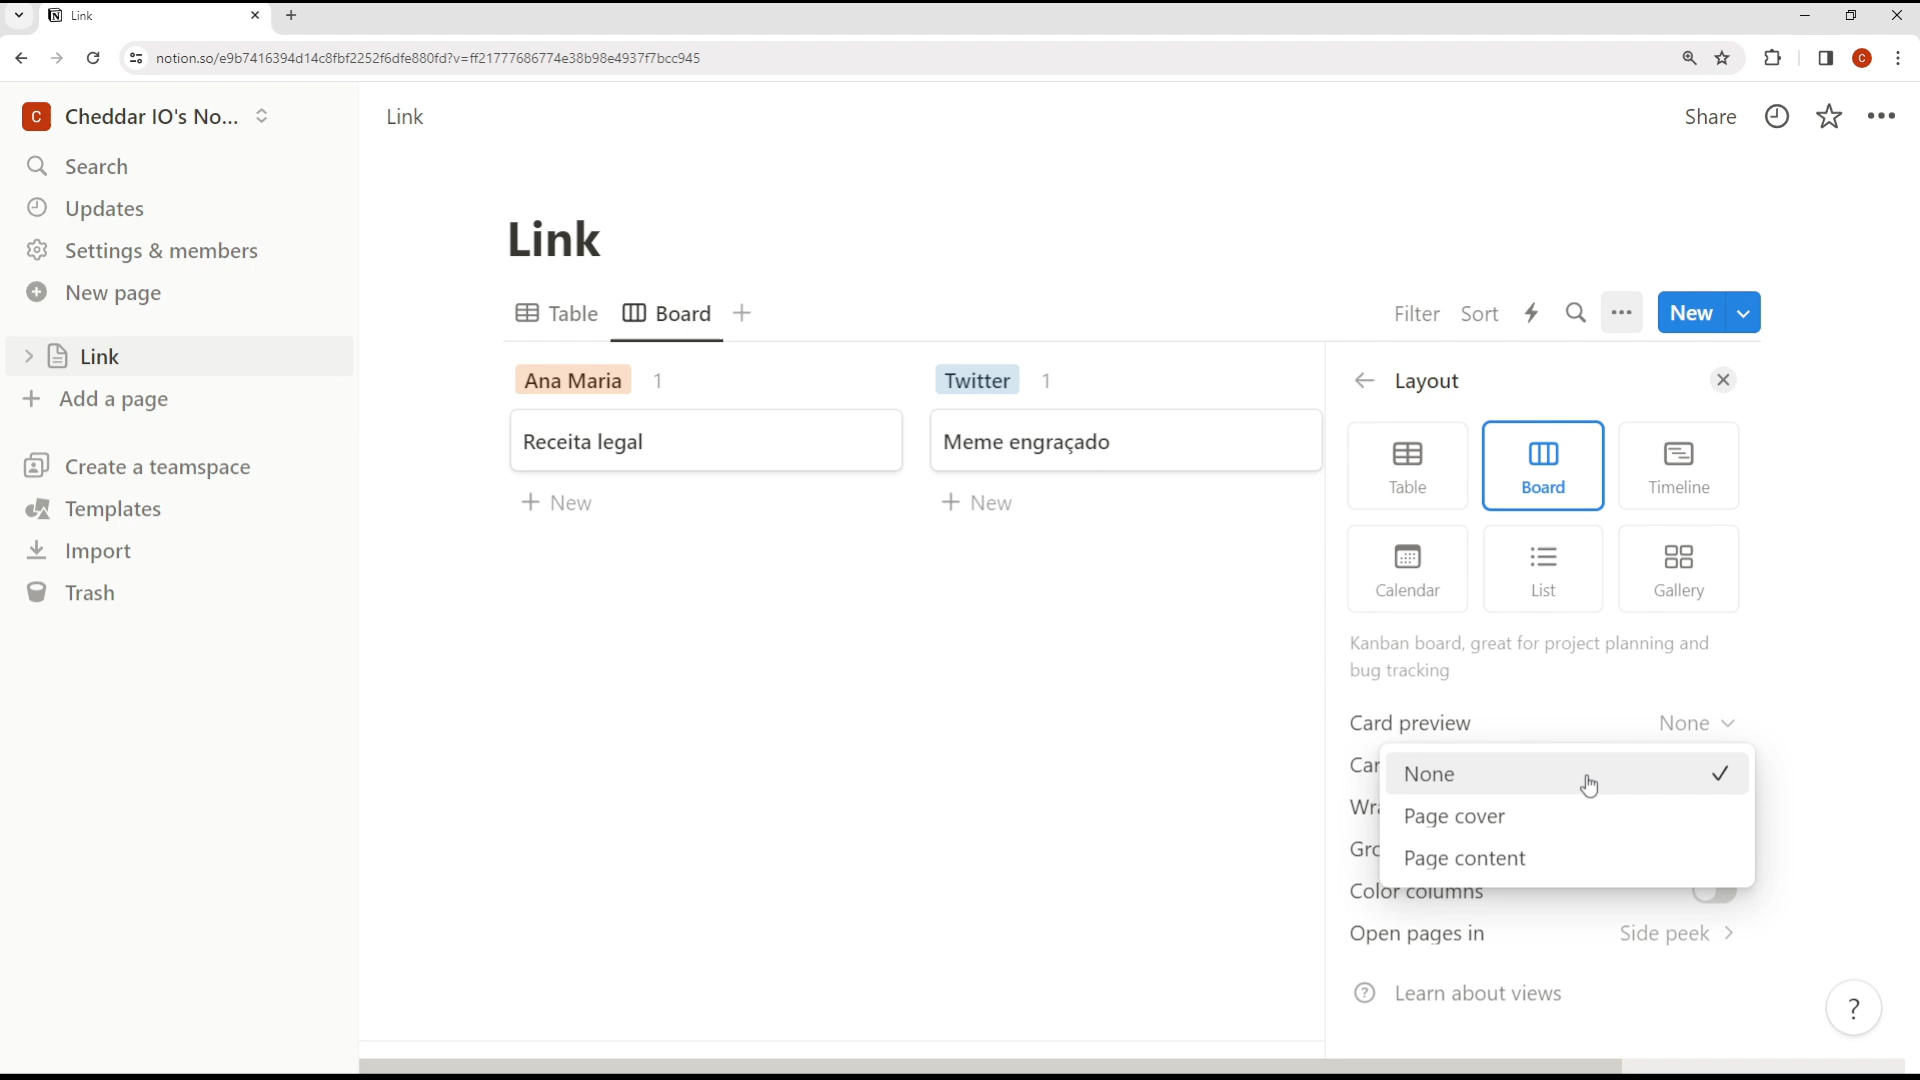 Link
notion.so/e9b7416394d14c8fbf2252f6dfe880fd?v=ff21777686774e38b98e4937f7bcc945
C
C Cheddar IO's No...
Link
Share
Search
Updates
Settings & members
New page
Link
Add a page
Create a teamspace
Templates
Import
Trash
Link
Table
Board
Filter
Sort
New
Ana Maria 1
Receita legal
New
Twitter 1
Meme engraçado
New
Layout
Table
Board
Timeline
Calendar
List
Gallery
Kanban board, great for project planning and
bug tracking
Card preview None
None
Page cover
Page content
Color columns
Open pages in Side peek
? Learn about views
?